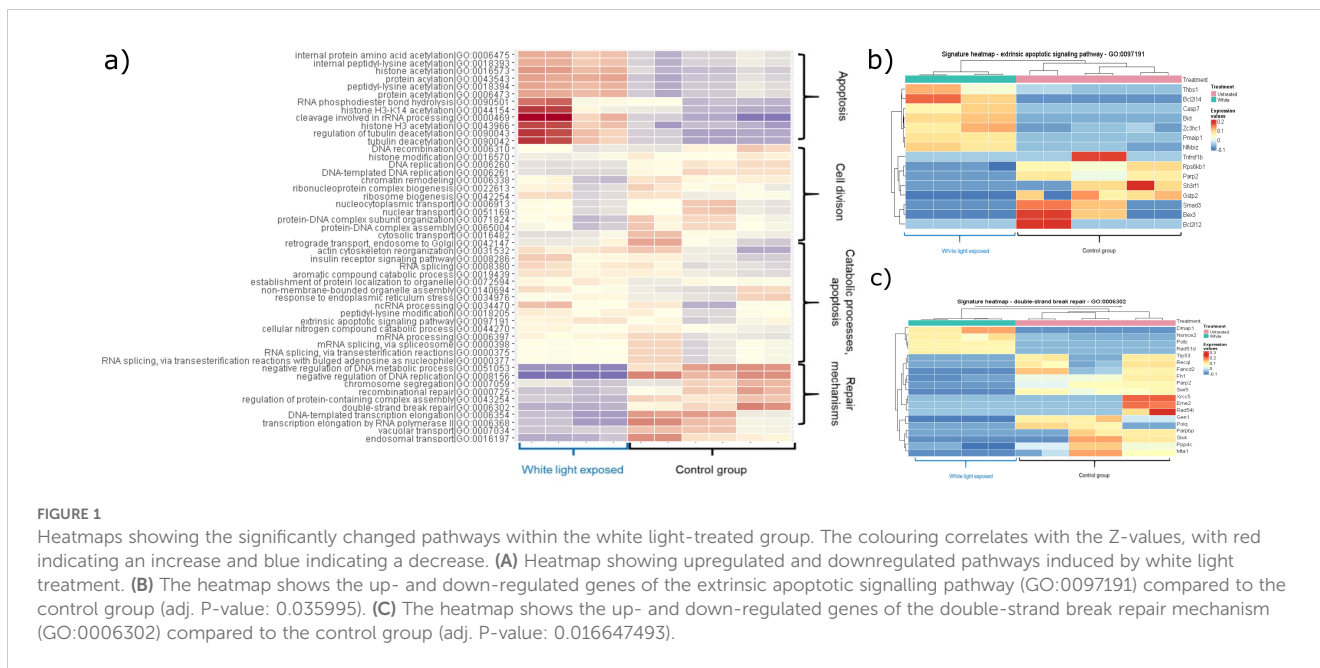 a)
internal protein amino acid acetylation|GO:0006475
internal peptidyl-lysine acetylation|GO:0018393
histone acetylation|GO:0016573
protein acylation|GO:0043543
peptidyl-lysine acetylation|GO:0018394
protein acetylation|GO:0006473
RNA phosphodiester bond hydrolysis|GO:0090501
histone H3-K14 acetylation|GO:0044154
cleavage involved in rRNA processing|GO:0000469
histone H3 acetylation|GO:0043966
regulation of tubulin deacetylation|GO:0090043
tubulin deacetylation|GO:0090042
DNA recombination|GO:0006310
histone modification|GO:0016570
DNA replication|GO:0006260
DNA-templated DNA replication|GO:0006261
chromatin remodeling|GO:0006338
ribonucleoprotein complex biogenesis|GO:0022613
ribosome biogenesis|GO:0042254
nucleocytoplasmic transport|GO:0006913
nuclear transport|GO:0051169
protein-DNA complex subunit organization|GO:0071824
protein-DNA complex assembly|GO:0065004
cytosolic transport|GO:0016482
retrograde transport, endosome to Golgi|GO:0042147
actin cytoskeleton reorganization|GO:0031532
insulin receptor signaling pathway|GO:0008286
RNA splicing|GO:0008380
aromatic compound catabolic process|GO:0019439
establishment of protein localization to organelle|GO:0072594
non-membrane-bounded organelle assembly|GO:0140694
response to endoplasmic reticulum stress|GO:0034976
ncRNA processing|GO:0034470
peptidyl-lysine modification|GO:0018205
extrinsic apoptotic signaling pathway|GO:0097191
cellular nitrogen compound catabolic process|GO:0044270
mRNA processing|GO:0006397
mRNA splicing, via spliceosome|GO:0000398
RNA splicing, via transesterification reactions|GO:0000375
RNA splicing, via transesterification reactions with bulged adenosine as nucleophile|GO:0000377
negative regulation of DNA metabolic process|GO:0051053
negative regulation of DNA replication|GO:0008156
chromosome segregation|GO:0007059
recombinational repair|GO:0000725
regulation of protein-containing complex assembly|GO:0043254
double-strand break repair|GO:0006302
DNA-templated transcription elongation|GO:0006354
transcription elongation by RNA polymerase II|GO:0006368
vacuolar transport|GO:0007034
endosomal transport|GO:0016197
Apoptosis
Cell divison
Catabolic processes,
apoptosis
Repair
mechanisms
White light exposed
Control group
b)
Signature heatmap - extrinsic apoptotic signaling pathway - GO:0097191
Treatment
Thbs1
Bcl2l14
Casp7
Bid
Zc3hc1
Pmaip1
Nfkbiz
Tnfrsf1b
Rps6kb1
Parp2
Sh3rf1
Gstp2
Smad3
Bex3
Bcl2l12
Treatment
Untreated
White
Expression
values
0.2
0.1
0
-0.1
White light exposed
Control group
c)
Signature heatmap - double-strand break repair - GO:0006302
Treatment
Dmap1
Nsmce2
Polb
Rad51d
Trp53
Recql
Fancd2
Eht1
Parp2
Swi5
Xrcc5
Eme2
Rad54l
Gen1
Polq
Parpbp
Slx4
Ppp4c
Mta1
Treatment
Untreated
White
Expression
values
0.3
0.2
0.1
0
-0.1
White light exposed
Control group
FIGURE 1
Heatmaps showing the significantly changed pathways within the white light-treated group. The colouring correlates with the Z-values, with red
indicating an increase and blue indicating a decrease. (A) Heatmap showing upregulated and downregulated pathways induced by white light
treatment. (B) The heatmap shows the up- and down-regulated genes of the extrinsic apoptotic signalling pathway (GO:0097191) compared to the
control group (adj. P-value: 0.035995). (C) The heatmap shows the up- and down-regulated genes of the double-strand break repair mechanism
(GO:0006302) compared to the control group (adj. P-value: 0.016647493).